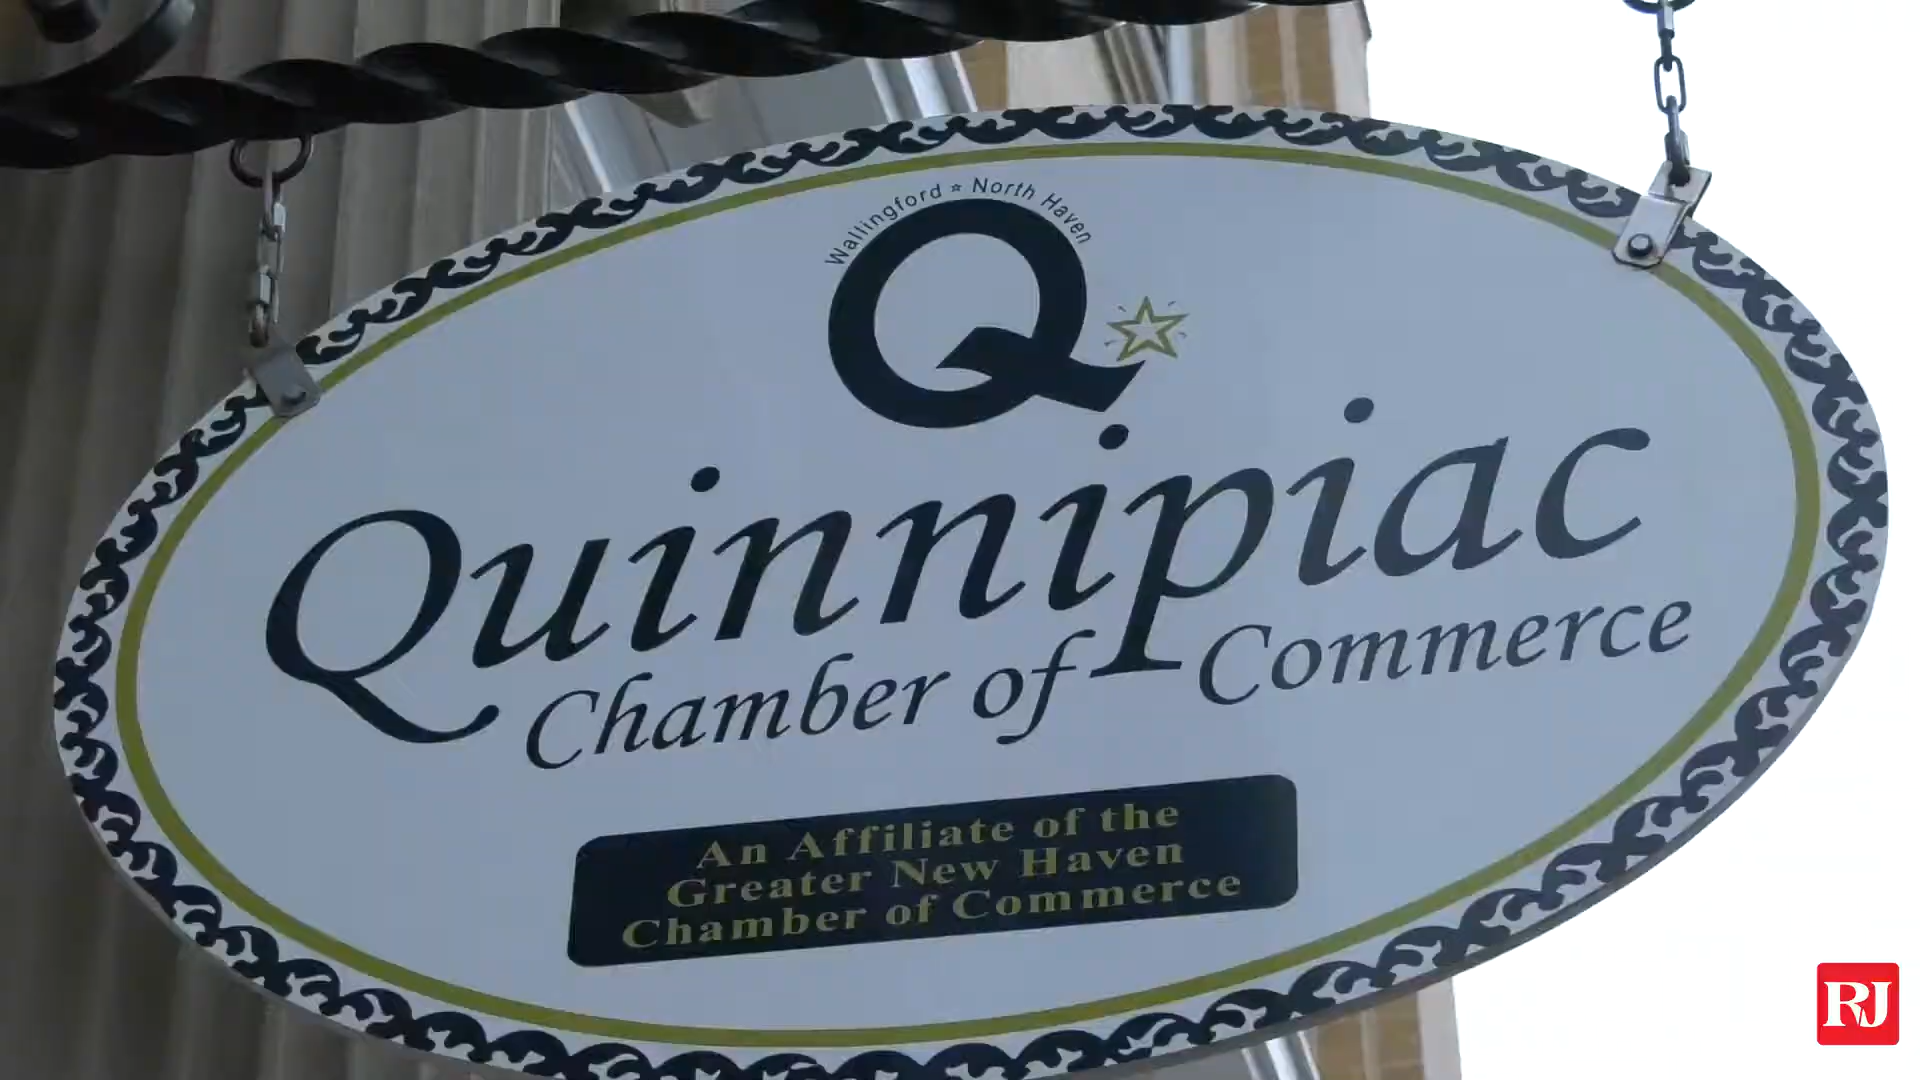 Wallingford ☆ North Haven
Q
Quinnipiac
Chamber of Commerce
An Affiliate of the
Greater New Haven
Chamber of Commerce
RJ